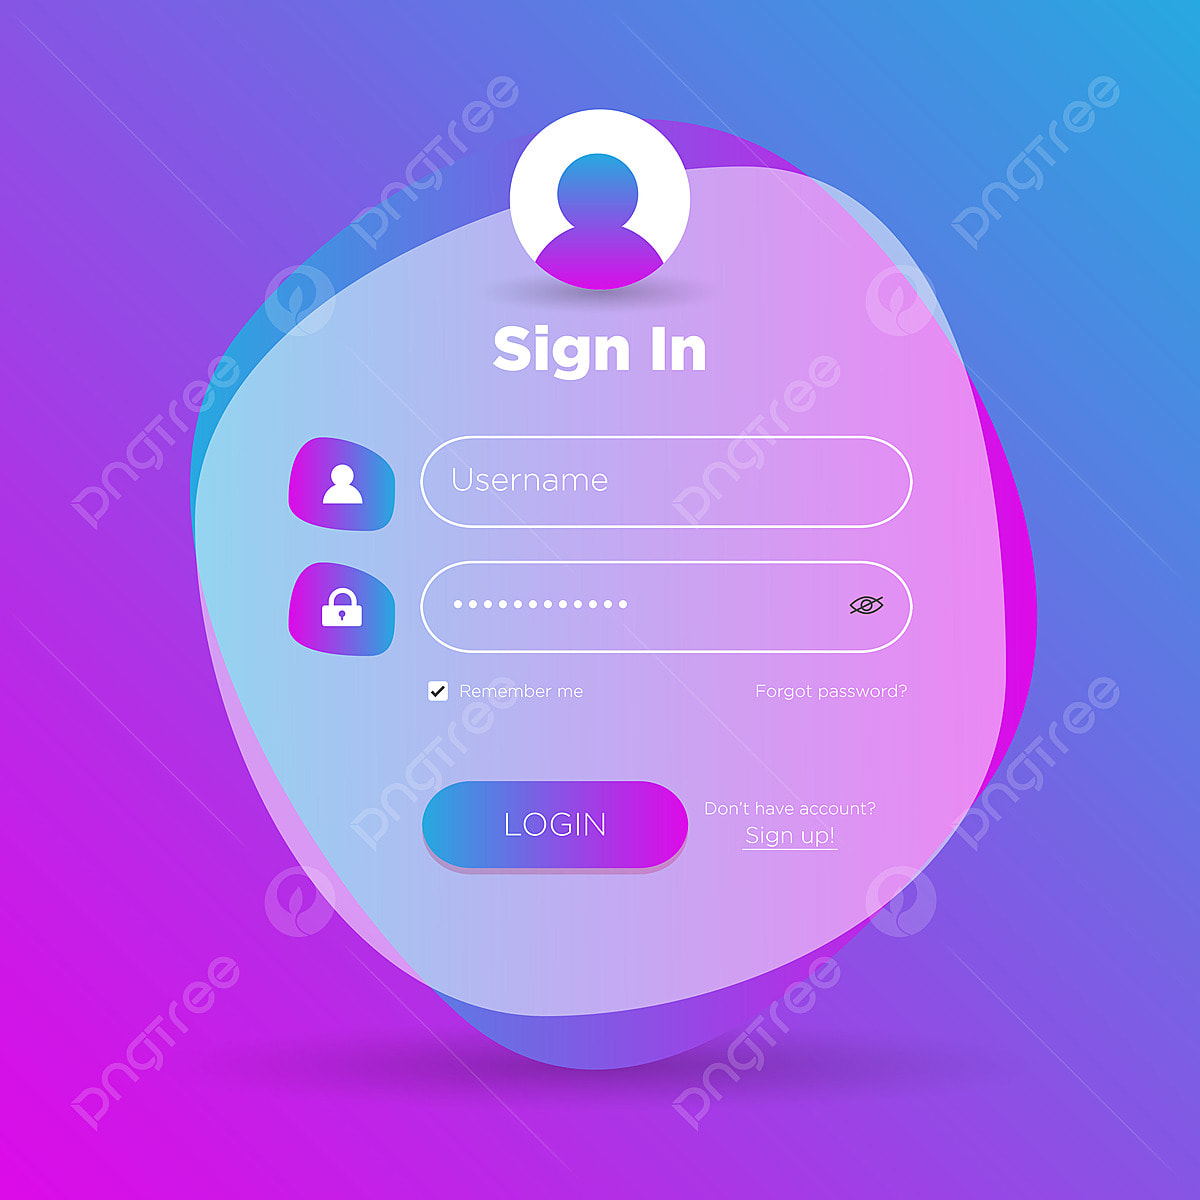 pngtree
pngtree
Sign In
pngtree
pngtree
Username
••••••••••••
Remember me
Forgot password?
pngtree
pngtree
LOGIN
Don't have account?
Sign up!
pngtree
pngtree